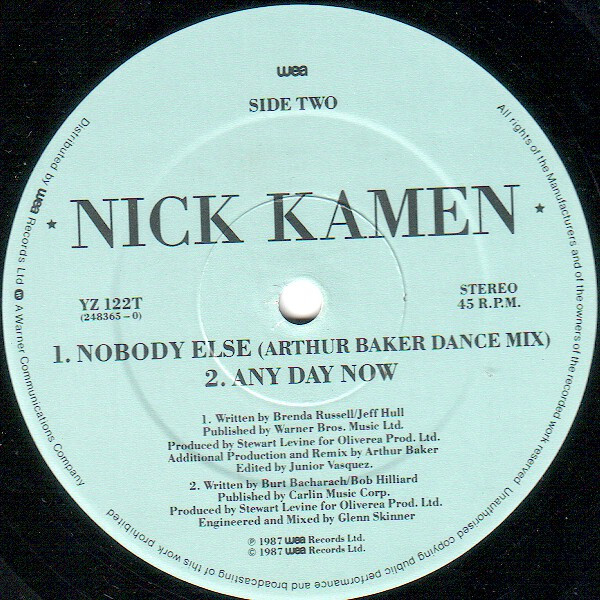 wea
SIDE TWO
★ NICK KAMEN ★
YZ 122T
(248365-0)
STEREO
45 R.P.M.
1. NOBODY ELSE (ARTHUR BAKER DANCE MIX)
2. ANY DAY NOW
1. Written by Brenda Russell/Jeff Hull
Published by Warner Bros. Music Ltd.
Produced by Stewart Levine for Oliverea Prod. Ltd.
Additional Production and Remix by Arthur Baker
Edited by Junior Vasquez.
2. Written by Burt Bacharach/Bob Hilliard
Published by Carlin Music Corp.
Produced by Stewart Levine for Oliverea Prod. Ltd.
Engineered and Mixed by Glenn Skinner
℗ 1987 wea Records Ltd.
© 1987 wea Records Ltd.
Distributed by wea Records Ltd. A Warner Communications Company
All rights of the Manufacturers and of the owners of the recorded work reserved Unauthorised copying public performance and broadcasting of this work prohibited